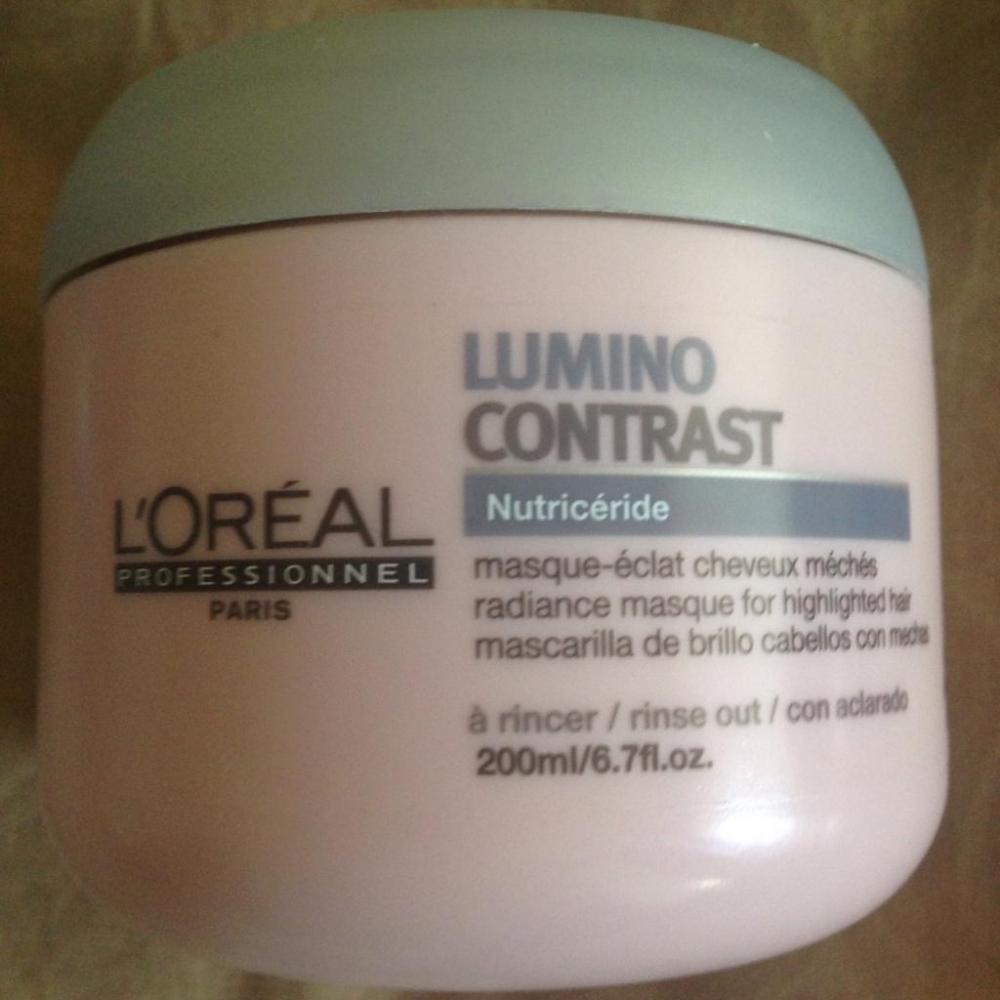 L'ORÉAL
PROFESSIONNEL
PARIS
LUMINO
CONTRAST
Nutricéride
masque-éclat cheveux méchés
radiance masque for highlighted hair
mascarilla de brillo cabellos con mechas
à rincer / rinse out / con aclarado
200ml/6.7fl.oz.